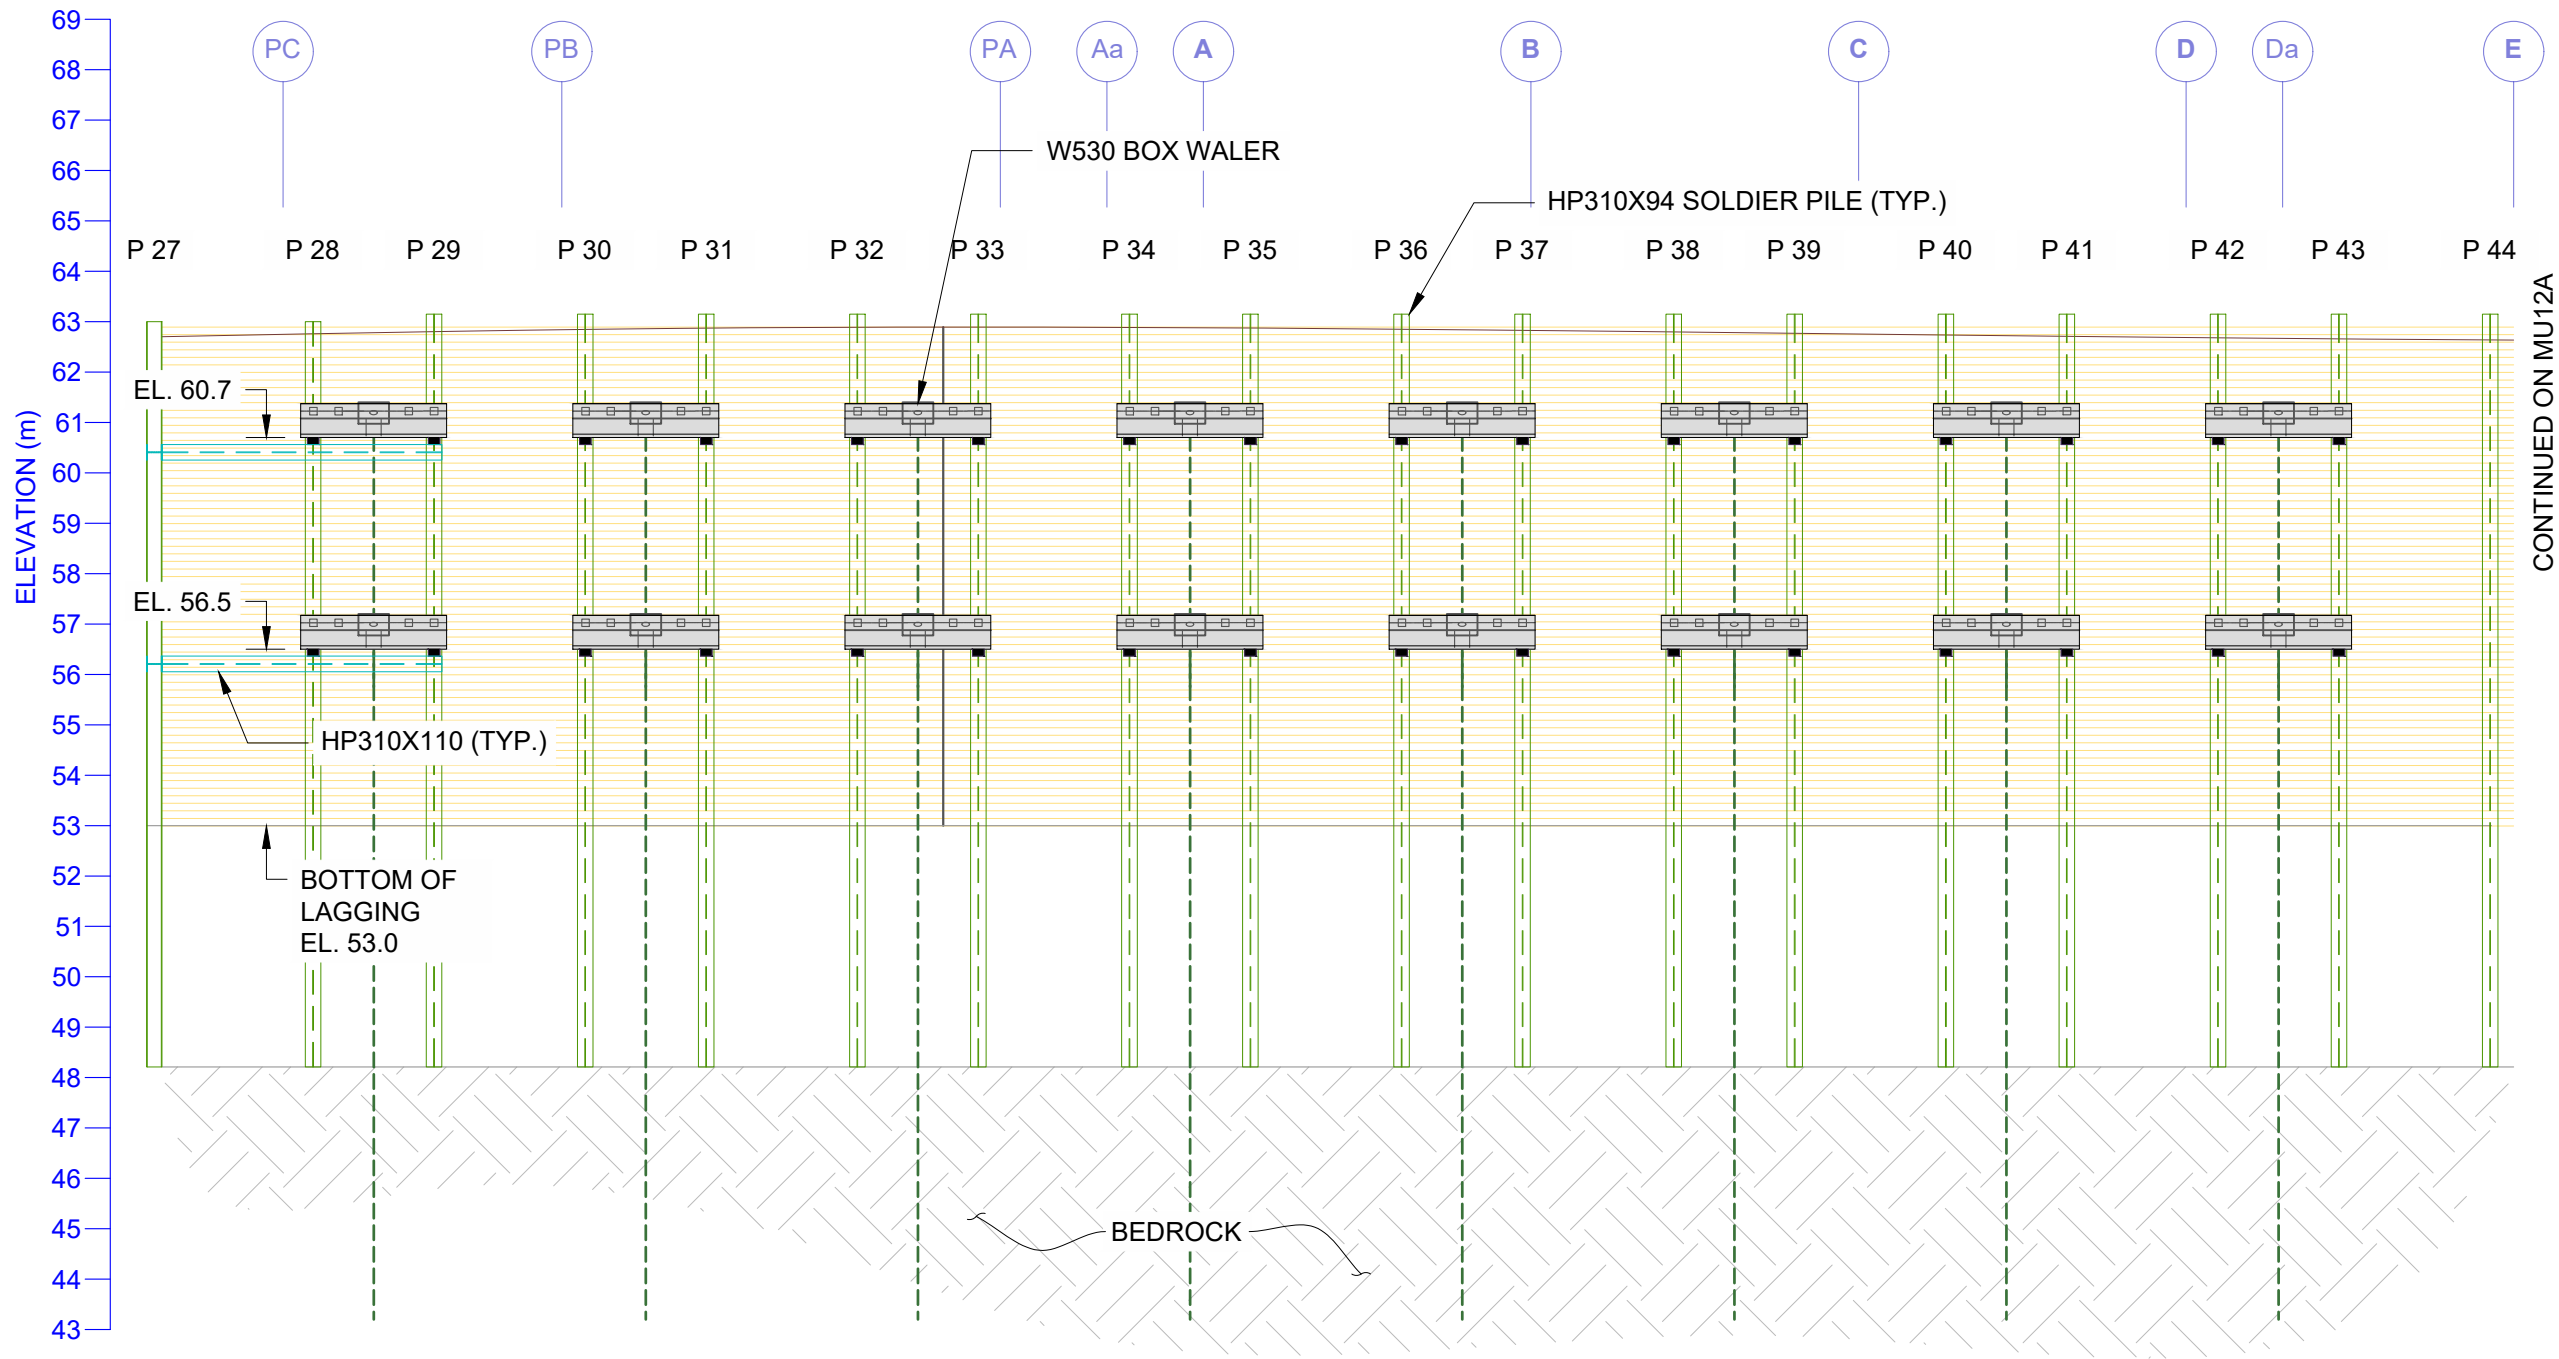 69
68
67
66
65
64
63
62
61
60
59
58
57
56
55
54
53
52
51
50
49
48
47
46
45
44
43
ELEVATION (m)
PC
PB
PA
Aa
A
B
C
D
Da
E
W530 BOX WALER
HP310X94 SOLDIER PILE (TYP.)
P 27
P 28
P 29
P 30
P 31
P 32
P 33
P 34
P 35
P 36
P 37
P 38
P 39
P 40
P 41
P 42
P 43
P 44
CONTINUED ON MU12A
EL. 60.7
EL. 56.5
HP310X110 (TYP.)
BOTTOM OF
LAGGING
EL. 53.0
BEDROCK